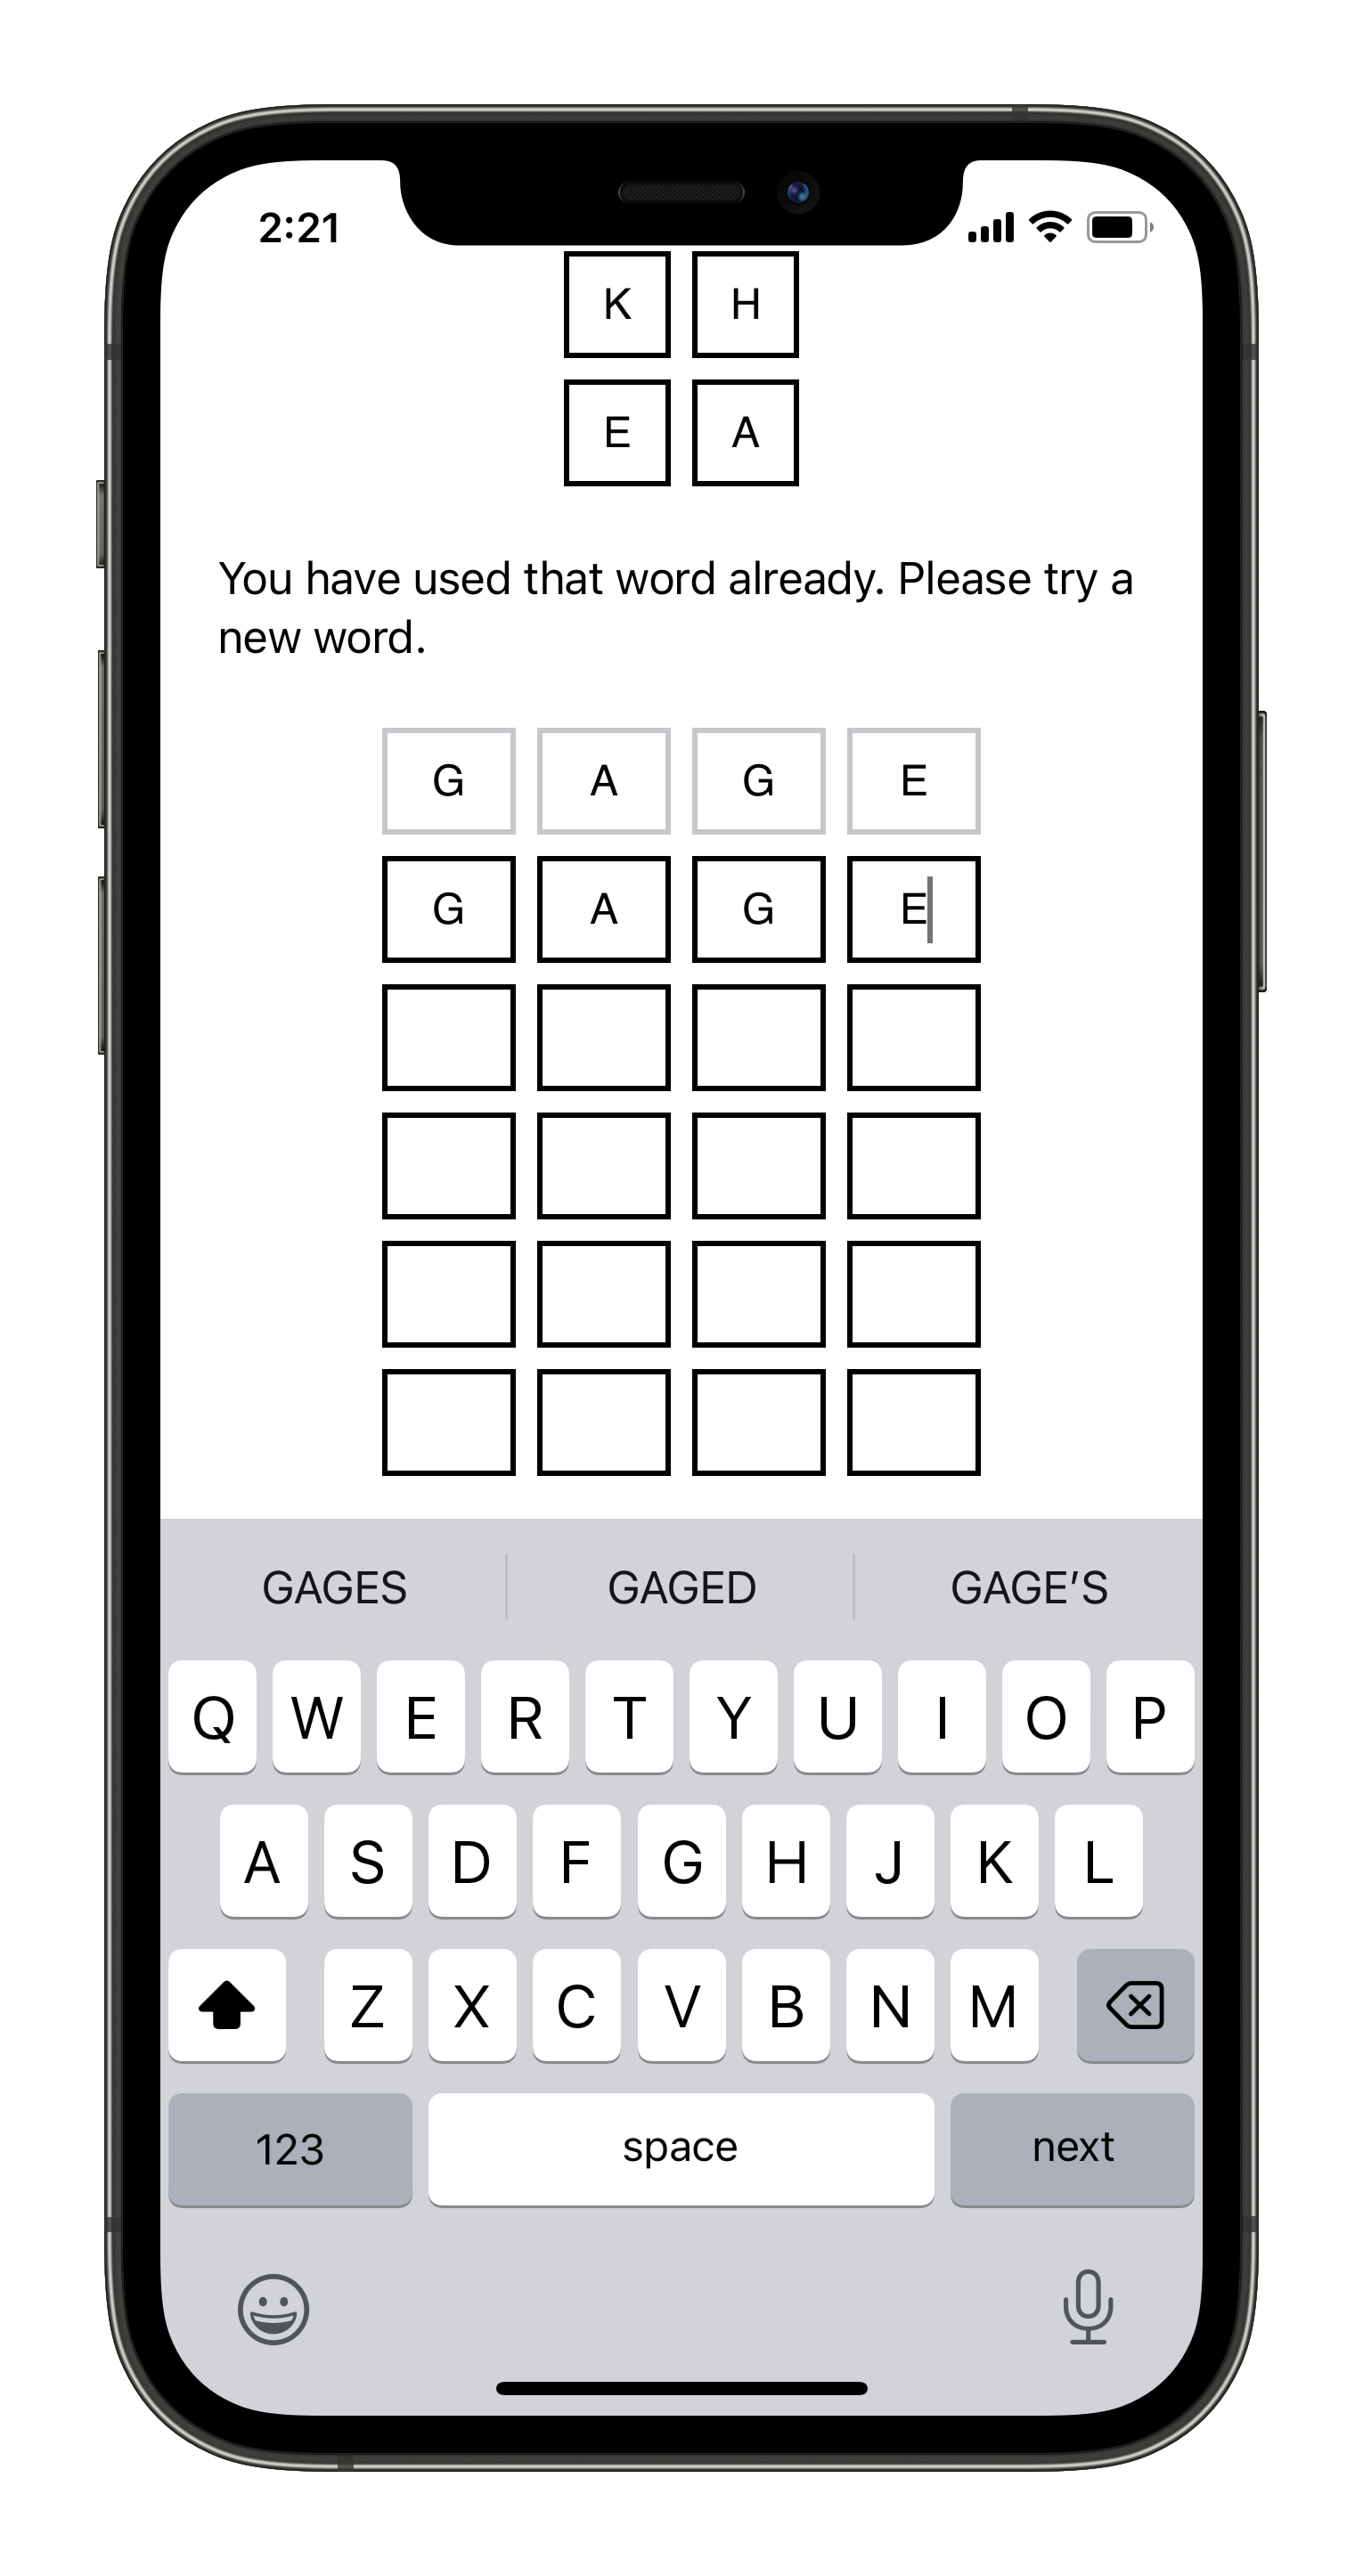 2:21
K H
E A
You have used that word already. Please try a
new word.
G A G E
G A G E
GAGES GAGED GAGE'S
Q W E R T Y U I O P
A S D F G H J K L
Z X C V B N M
123 space next